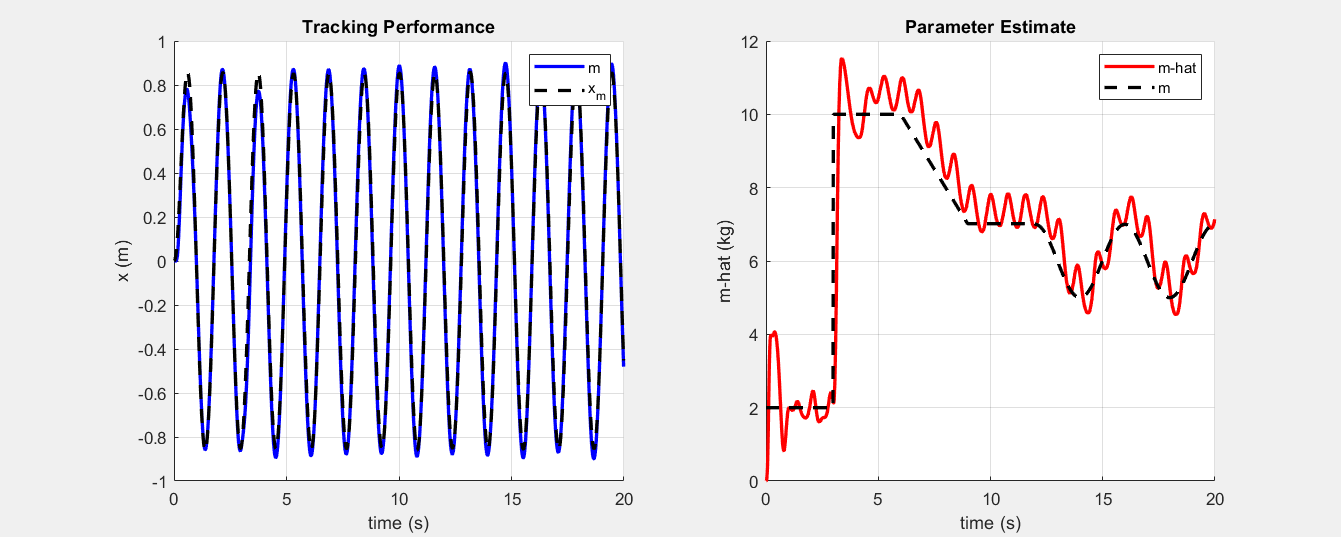 Tracking Performance
1
0.8
0.6
0.4
0.2
0
-0.2
-0.4
-0.6
-0.8
-1
0
5
10
15
20
x (m)
time (s)
m
x_m
Parameter Estimate
12
10
8
6
4
2
0
0
5
10
15
20
m-hat (kg)
time (s)
m-hat
m